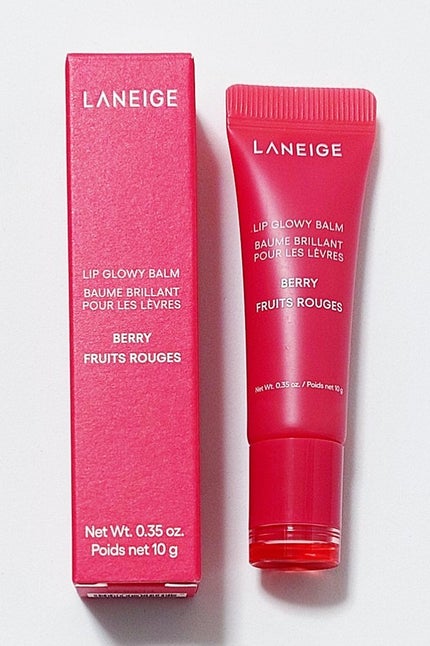 LANEIGE
LIP GLOWY BALM
BAUME BRILLANT
POUR LES LÈVRES
BERRY
FRUITS ROUGES
Net Wt. 0.35 oz.
Poids net 10 g
LANEIGE
LIP GLOWY BALM
BAUME BRILLANT
POUR LES LÈVRES
BERRY
FRUITS ROUGES
Net Wt. 0.35 oz. / Poids net 10 g